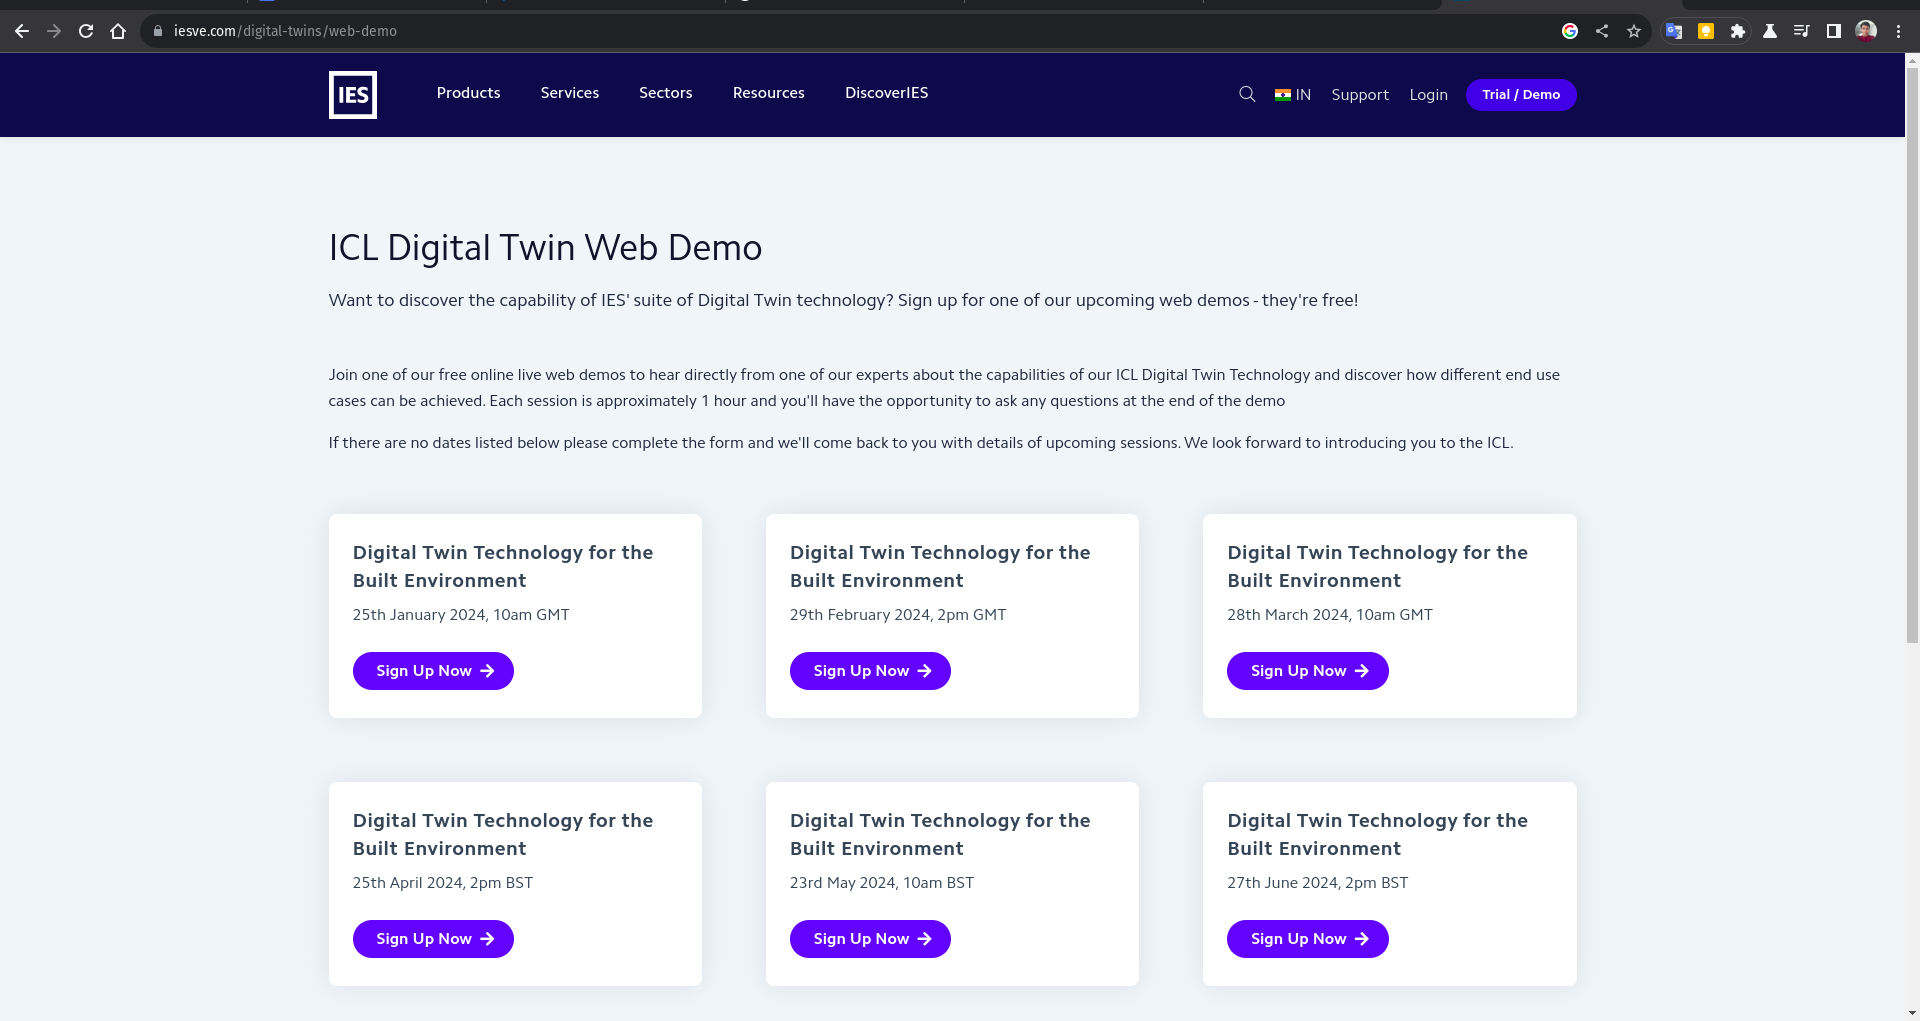 iesve.com/digital-twins/web-demo
IES
Products
Services
Sectors
Resources
DiscoverIES
IN
Support
Login
Trial / Demo
ICL Digital Twin Web Demo
Want to discover the capability of IES' suite of Digital Twin technology? Sign up for one of our upcoming web demos - they're free!
Join one of our free online live web demos to hear directly from one of our experts about the capabilities of our ICL Digital Twin Technology and discover how different end use
cases can be achieved. Each session is approximately 1 hour and you'll have the opportunity to ask any questions at the end of the demo
If there are no dates listed below please complete the form and we'll come back to you with details of upcoming sessions. We look forward to introducing you to the ICL.
Digital Twin Technology for the
Built Environment
25th January 2024, 10am GMT
Sign Up Now
Digital Twin Technology for the
Built Environment
29th February 2024, 2pm GMT
Sign Up Now
Digital Twin Technology for the
Built Environment
28th March 2024, 10am GMT
Sign Up Now
Digital Twin Technology for the
Built Environment
25th April 2024, 2pm BST
Sign Up Now
Digital Twin Technology for the
Built Environment
23rd May 2024, 10am BST
Sign Up Now
Digital Twin Technology for the
Built Environment
27th June 2024, 2pm BST
Sign Up Now